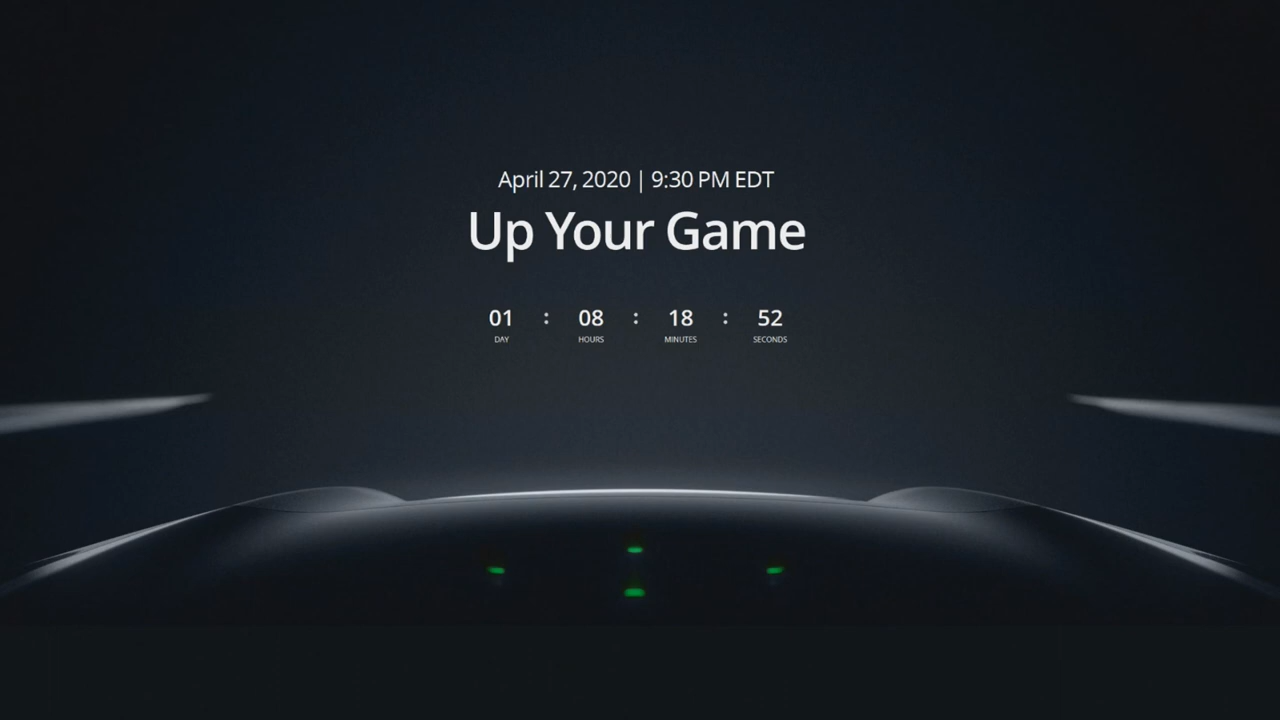 April 27, 2020 | 9:30 PM EDT
Up Your Game
01 : 08 : 18 : 52
DAY HOURS MINUTES SECONDS